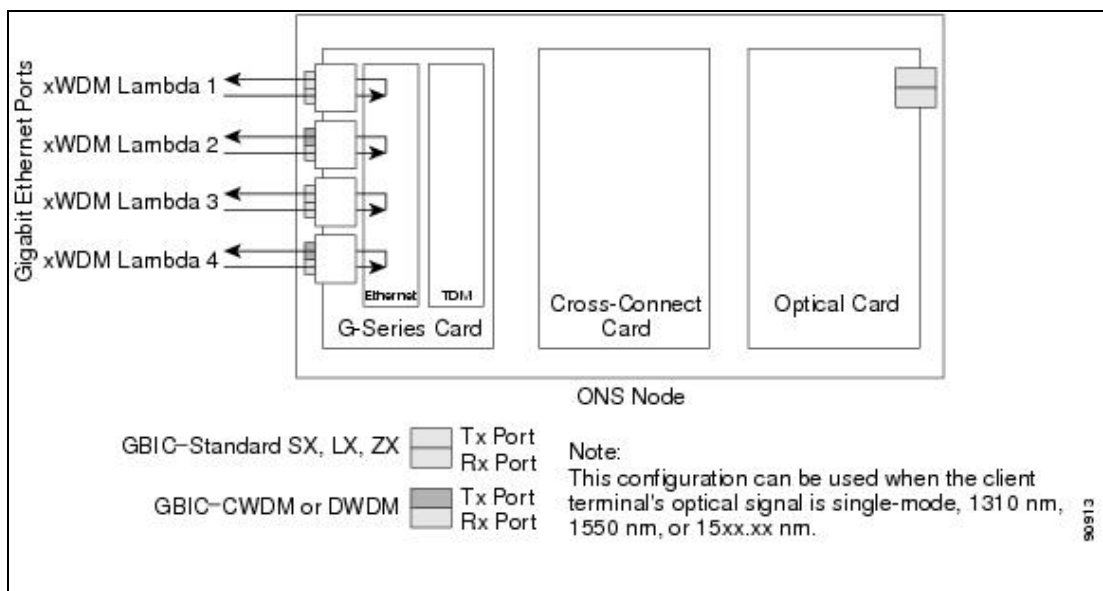 Gigabit Ethernet Ports
xWDM Lambda 1
xWDM Lambda 2
xWDM Lambda 3
xWDM Lambda 4
Ethernet
TDM
G-Series Card
Cross-Connect
Card
Optical Card
ONS Node
GBIC-Standard SX, LX, ZX
Tx Port
Rx Port
GBIC-CWDM or DWDM
Tx Port
Rx Port
Note:
This configuration can be used when the client
terminal's optical signal is single-mode, 1310 nm,
1550 nm, or 15xx.xx nm.
90913